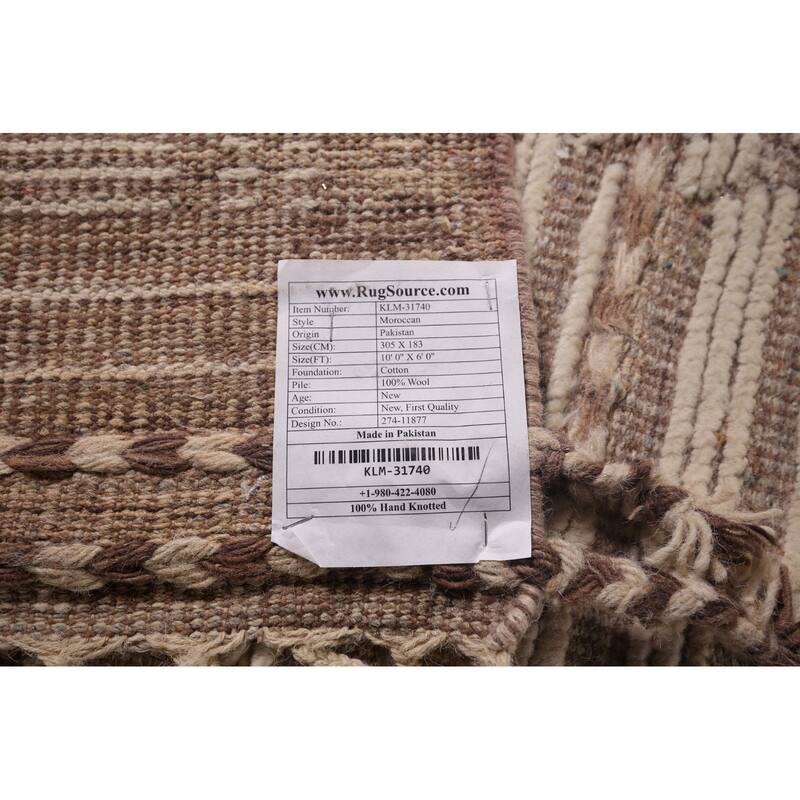 www.RugSource.com
Item Number: KLM-31740
Style Moroccan
Origin Pakistan
Size(CM): 305 X 183
Size(FT): 10' 0" X 6' 0"
Foundation: Cotton
Pile: 100% Wool
Age: New
Condition: New, First Quality
Design No.: 274-11877
Made in Pakistan
KLM-31740
+1-980-422-4080
100% Hand Knotted